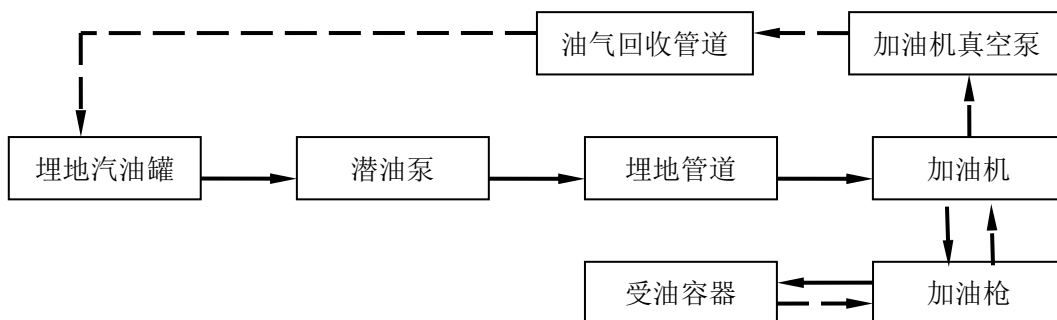 油气回收管道
加油机真空泵
埋地汽油罐
潜油泵
埋地管道
加油机
受油容器
加油枪